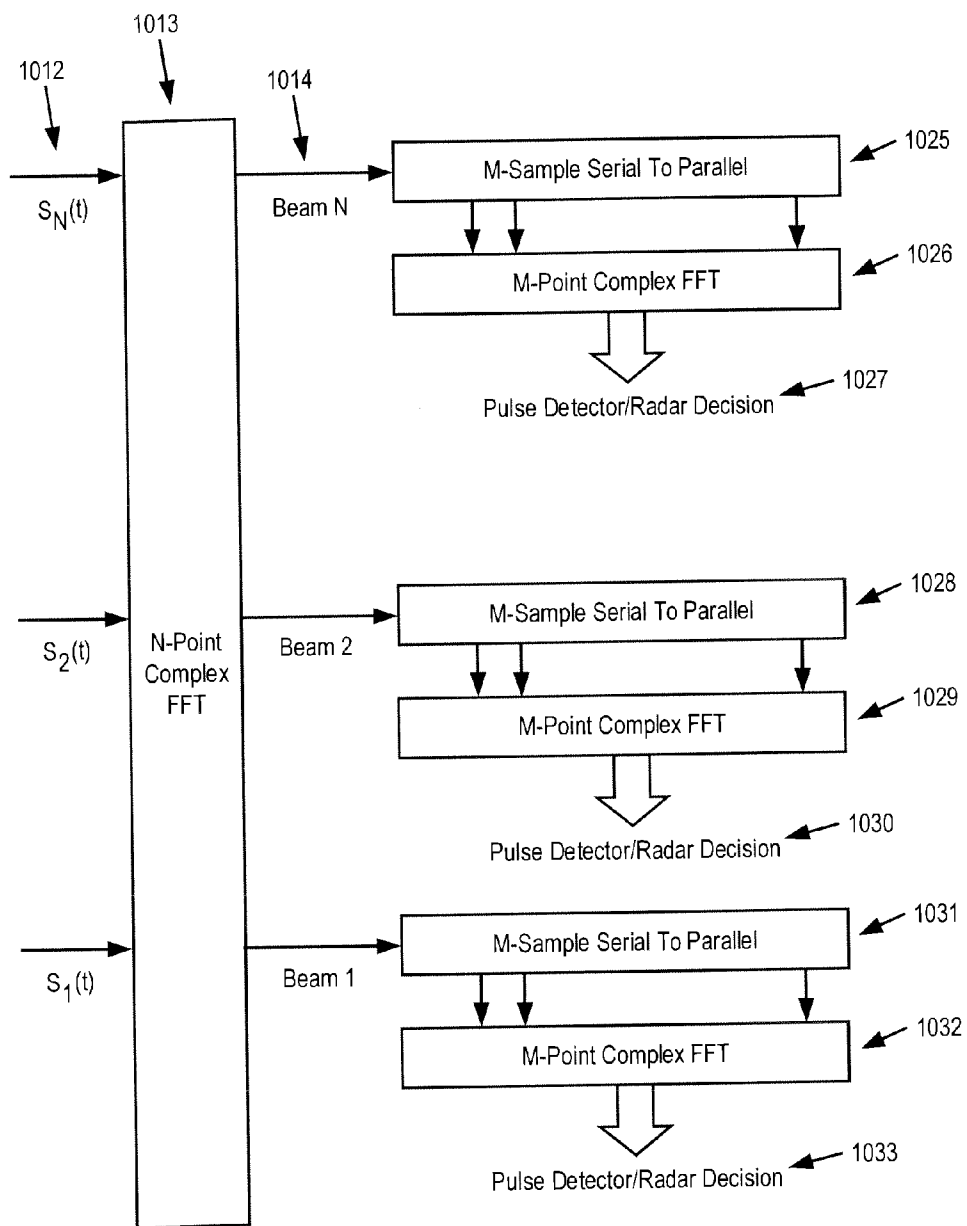 1013
1012
1014
1025
M-Sample Serial To Parallel
S_N(t)
Beam N
1026
M-Point Complex FFT
1027
Pulse Detector/Radar Decision
1028
M-Sample Serial To Parallel
S_2(t)
N-Point
Complex
FFT
Beam 2
1029
M-Point Complex FFT
1030
Pulse Detector/Radar Decision
1031
M-Sample Serial To Parallel
S_1(t)
Beam 1
1032
M-Point Complex FFT
1033
Pulse Detector/Radar Decision